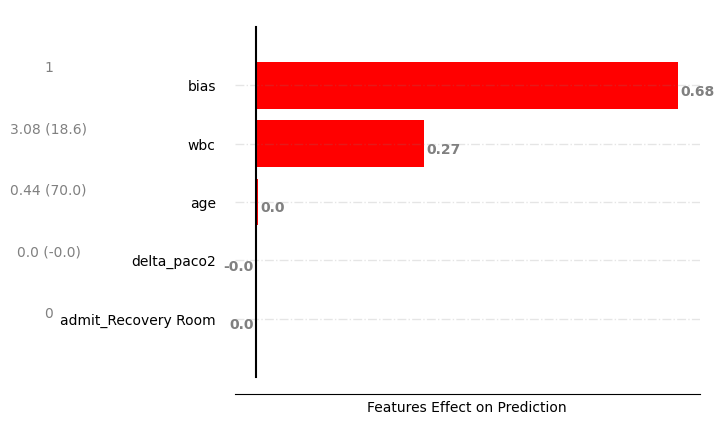 1 bias 0.68
3.08 (18.6) wbc 0.27
0.44 (70.0) age 0.0
0.0 (-0.0) delta_paco2 -0.0
0 admit_Recovery Room 0.0
Features Effect on Prediction